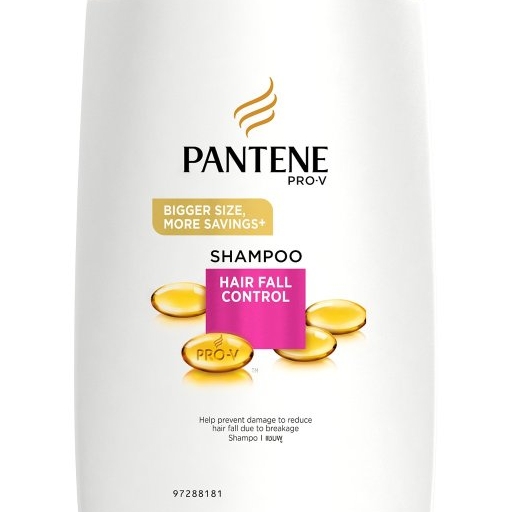 PANTENE
PRO-V
BIGGER SIZE,
MORE SAVINGS+
SHAMPOO
HAIR FALL
CONTROL
PRO-V
TM
Help prevent damage to reduce
hair fall due to breakage
Shampo | แชมพู
97288181